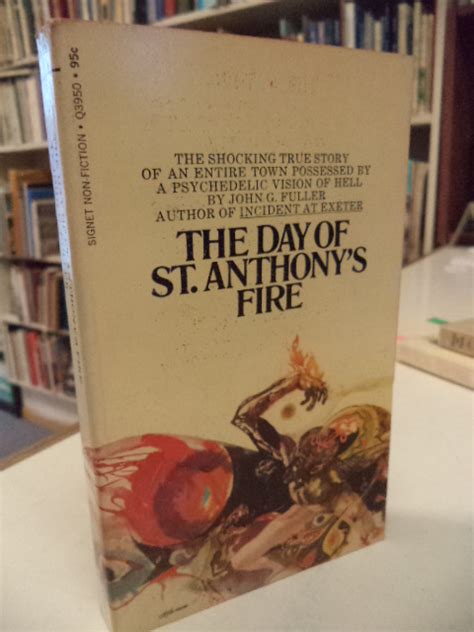 SIGNET NON-FICTION • Q3950 • 95c
THE SHOCKING TRUE STORY
OF AN ENTIRE TOWN POSSESSED BY
A PSYCHEDELIC VISION OF HELL
BY JOHN G. FULLER
AUTHOR OF INCIDENT AT EXETER
THE DAY OF
ST. ANTHONY'S
FIRE